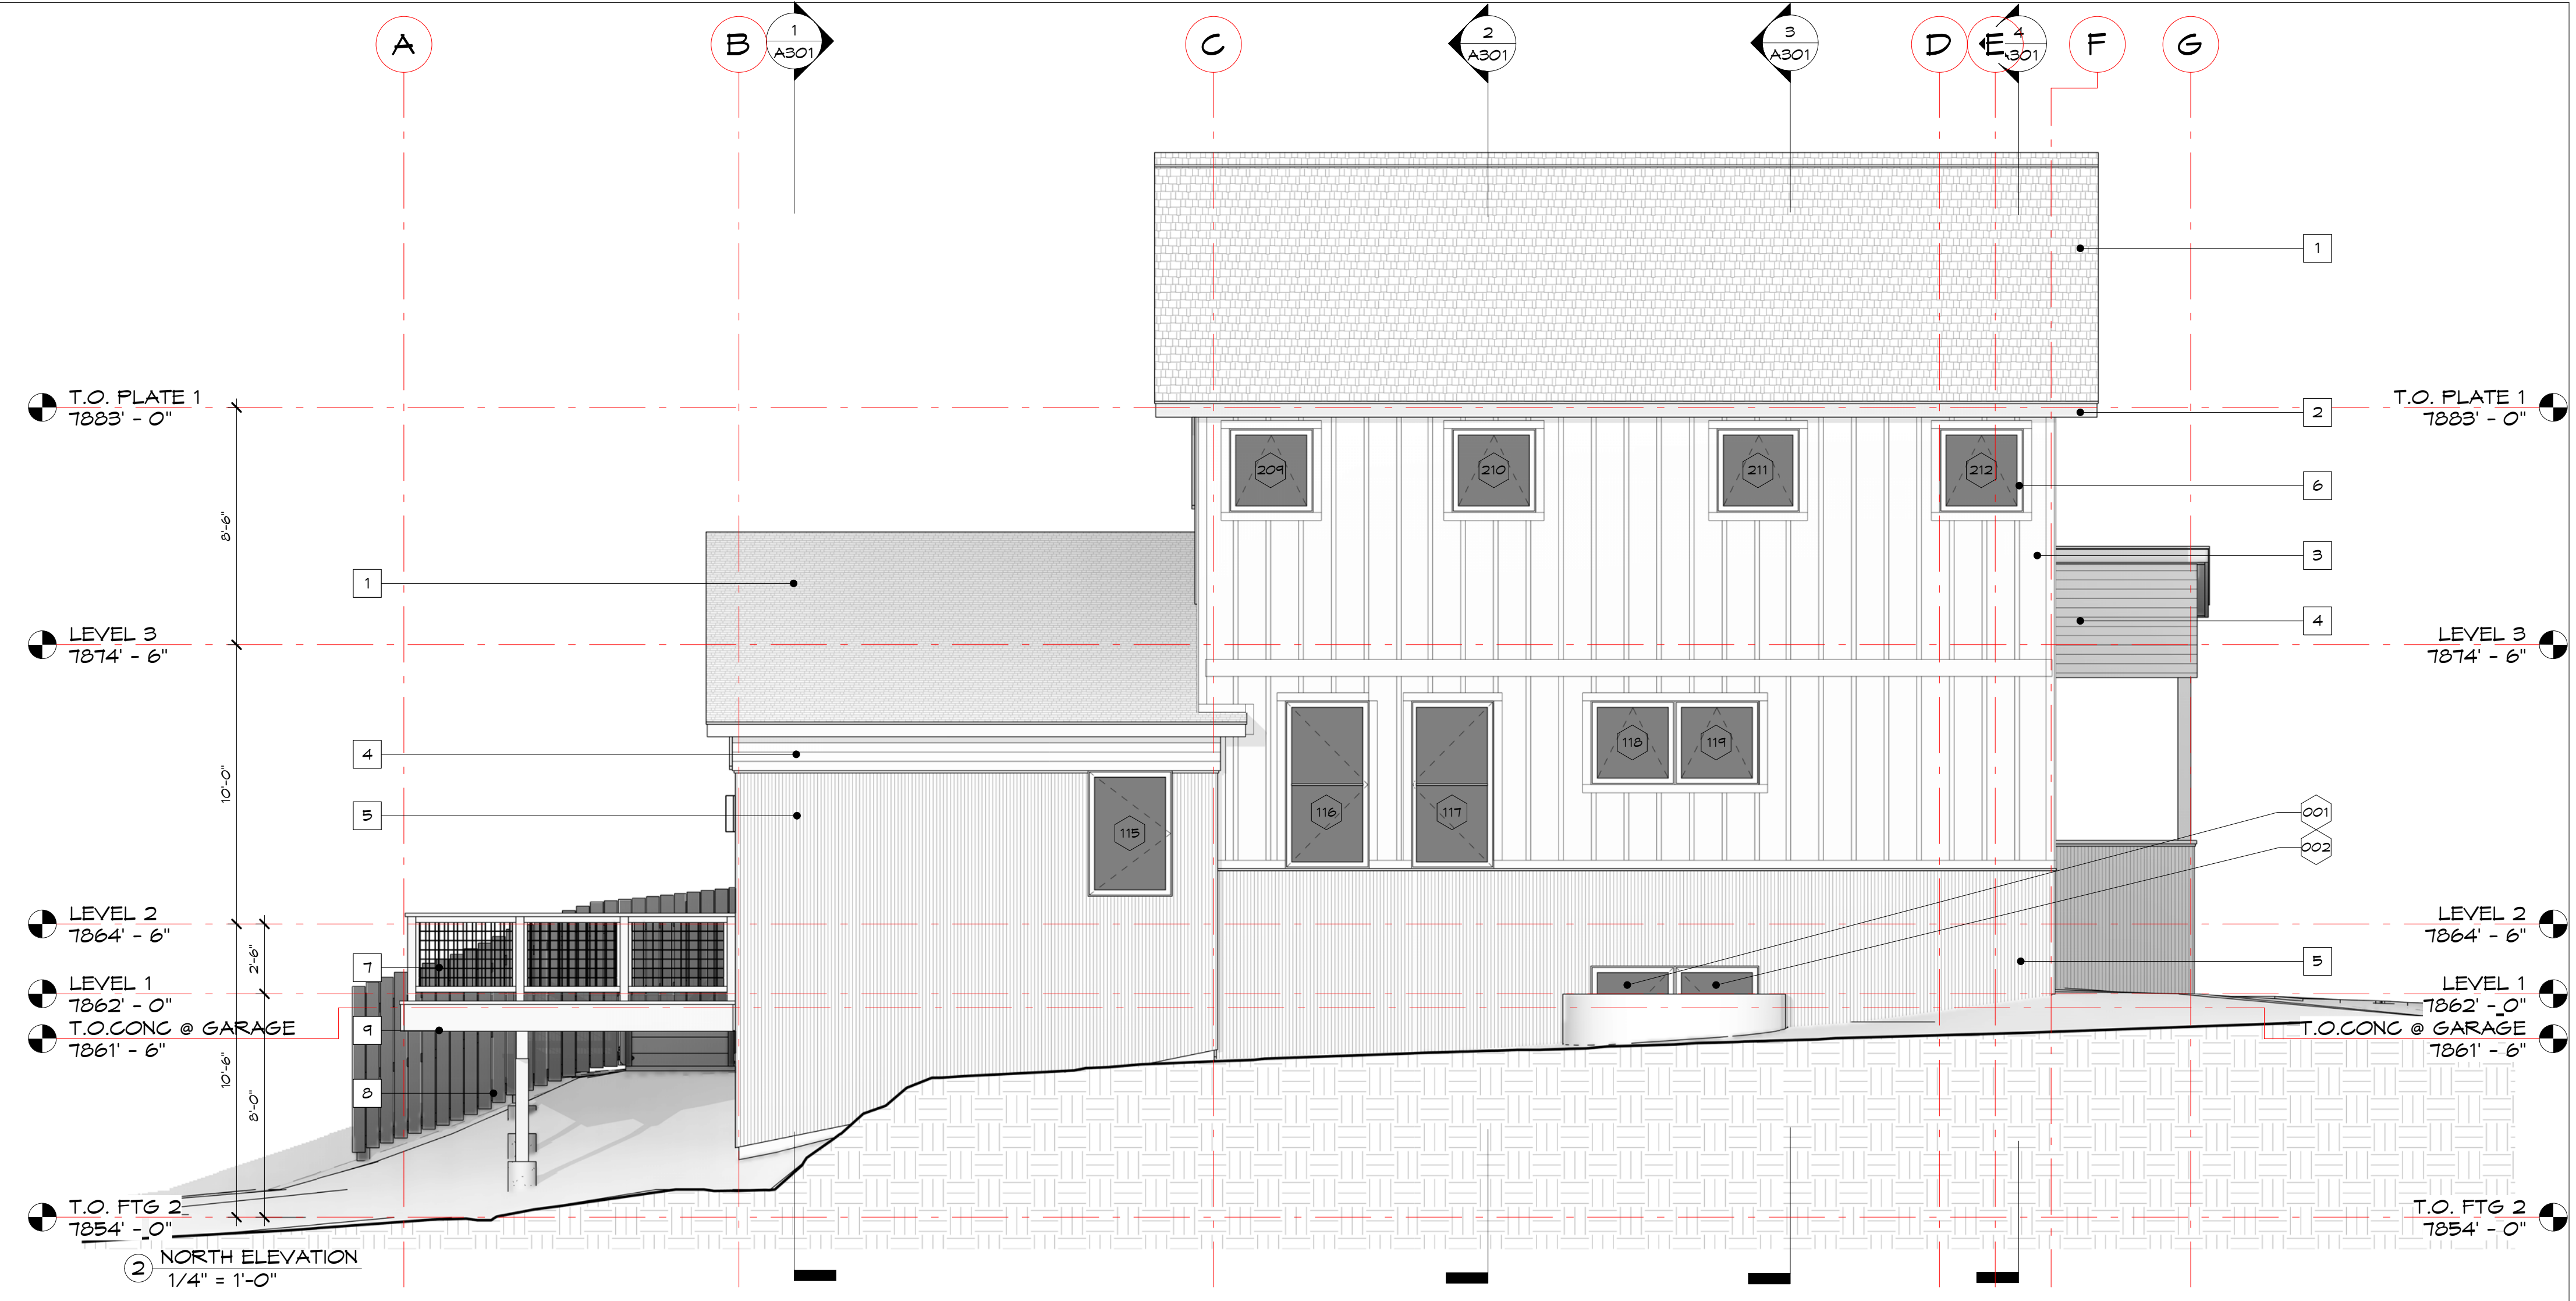 A
B
1
A301
C
2
A301
3
A301
D
E
4
A301
F
G
1
T.O. PLATE 1
7883' - 0"
T.O. PLATE 1
7883' - 0"
2
209
210
211
212
6
8'-6"
3
1
4
LEVEL 3
7874' - 6"
LEVEL 3
7874' - 6"
4
118
119
10'-0"
5
116
117
115
001
002
LEVEL 2
7864' - 6"
LEVEL 2
7864' - 6"
2'-6"
7
5
LEVEL 1
7862' - 0"
LEVEL 1
7862' - 0"
9
T.O.CONC @ GARAGE
7861' - 6"
T.O.CONC @ GARAGE
7861' - 6"
10'-6"
8'-0"
8
T.O. FTG 2
7854' - 0"
T.O. FTG 2
7854' - 0"
2
NORTH ELEVATION
1/4" = 1'-0"